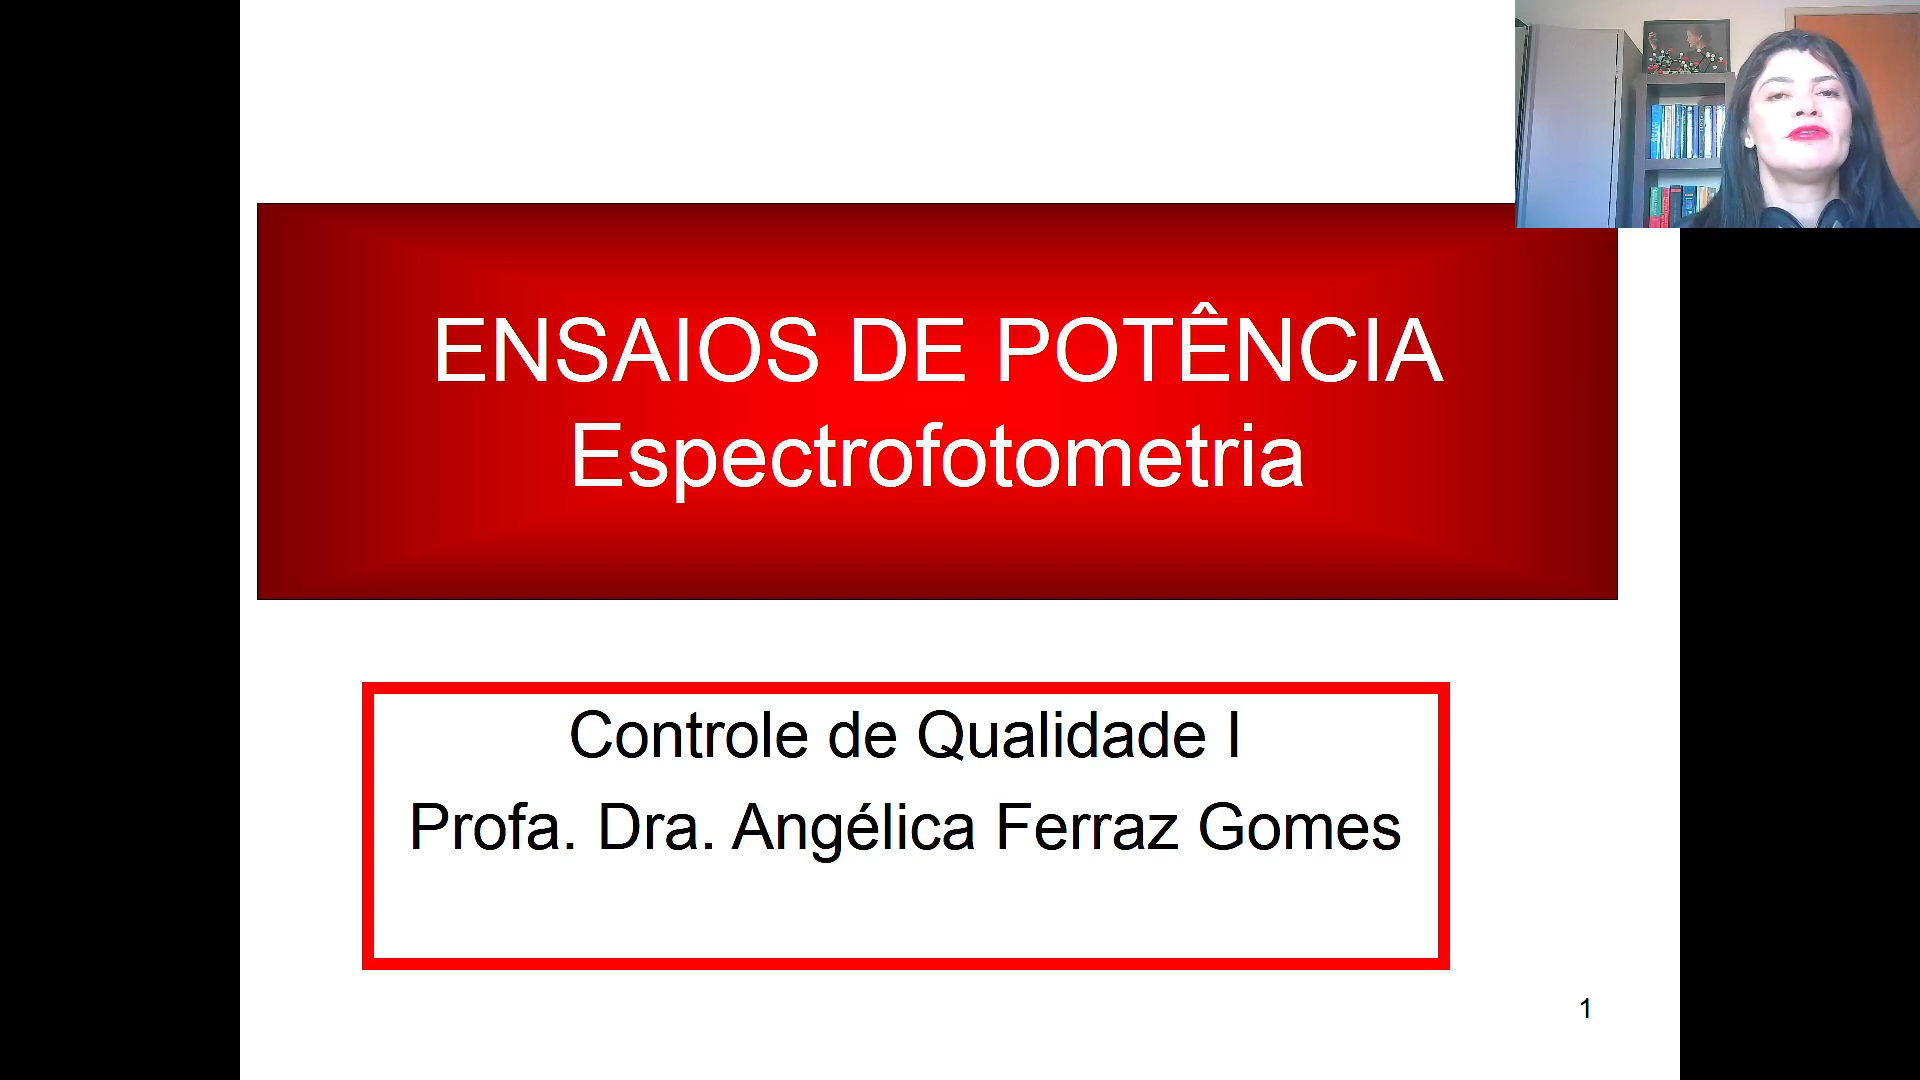 ENSAIOS DE POTÊNCIA
Espectrofotometria
Controle de Qualidade I
Profa. Dra. Angélica Ferraz Gomes
1